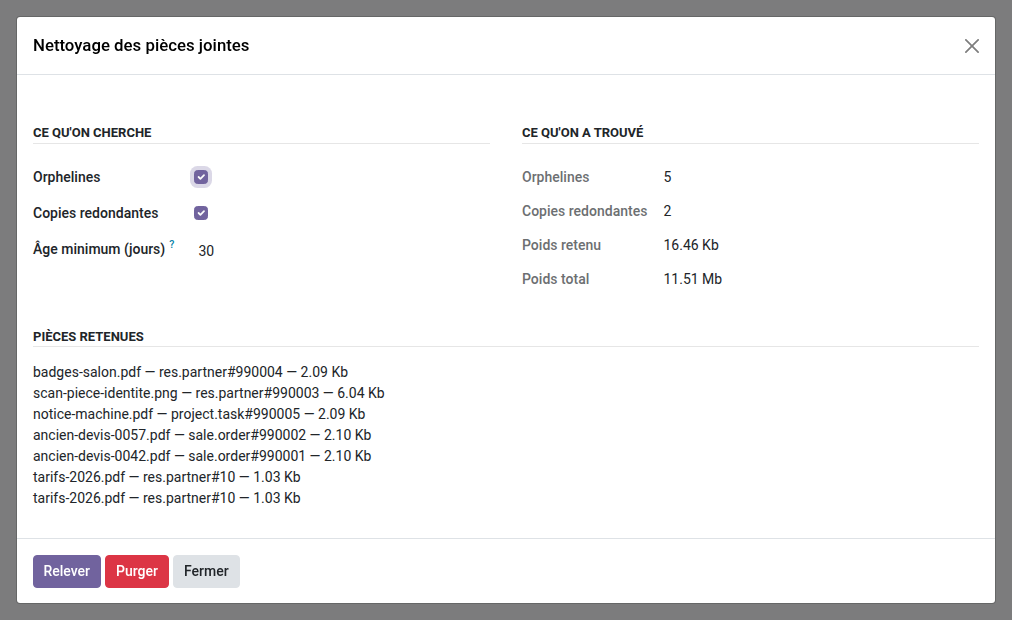 Nettoyage des pièces jointes
CE QU'ON CHERCHE
Orphelines
Copies redondantes
Âge minimum (jours) ? 30
CE QU'ON A TROUVÉ
Orphelines 5
Copies redondantes 2
Poids retenu 16.46 Kb
Poids total 11.51 Mb
PIÈCES RETENUES
badges-salon.pdf — res.partner#990004 — 2.09 Kb
scan-piece-identite.png — res.partner#990003 — 6.04 Kb
notice-machine.pdf — project.task#990005 — 2.09 Kb
ancien-devis-0057.pdf — sale.order#990002 — 2.10 Kb
ancien-devis-0042.pdf — sale.order#990001 — 2.10 Kb
tarifs-2026.pdf — res.partner#10 — 1.03 Kb
tarifs-2026.pdf — res.partner#10 — 1.03 Kb
Relever Purger Fermer